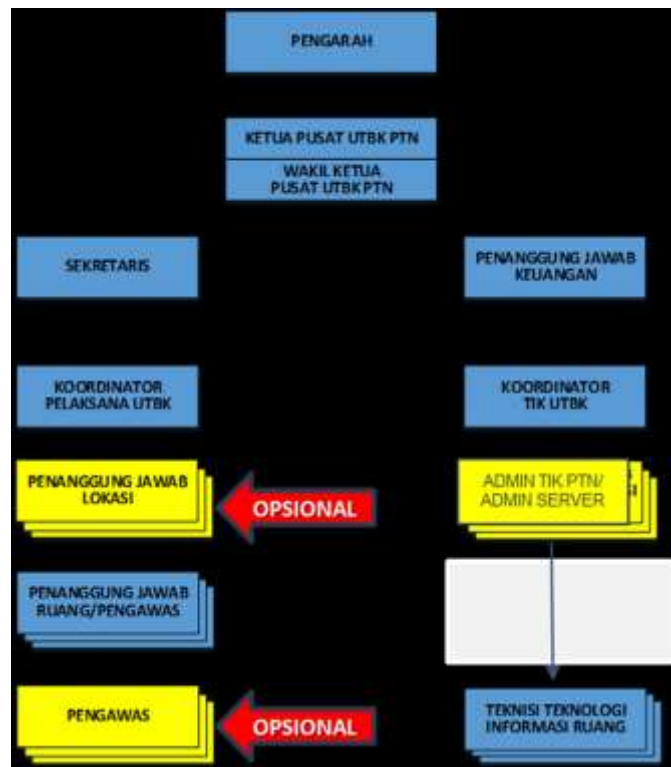 PENGARAH
KETUA PUSAT UTBK PTN
WAKIL KETUA
PUSAT UTBK PTN
SEKRETARIS
PENANGGUNG JAWAB
KEUANGAN
KOORDINATOR
PELAKSANA UTBK
KOORDINATOR
TIK UTBK
PENANGGUNG JAWAB
LOKASI
OPSIONAL
ADMIN TIK PTN/
ADMIN SERVER
PENANGGUNG JAWAB
RUANG/PENGAWAS
PENGAWAS
OPSIONAL
TEKNISI TEKNOLOGI
INFORMASI RUANG